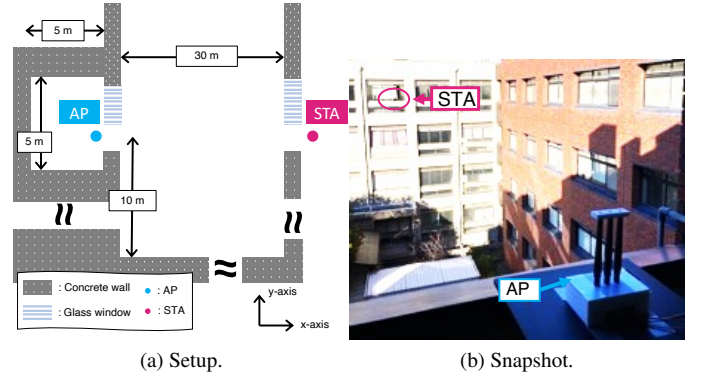 5 m
30 m
AP
STA
5 m
10 m
: Concrete wall
: AP
: Glass window
: STA
y-axis
x-axis
(a) Setup.
STA
AP
(b) Snapshot.